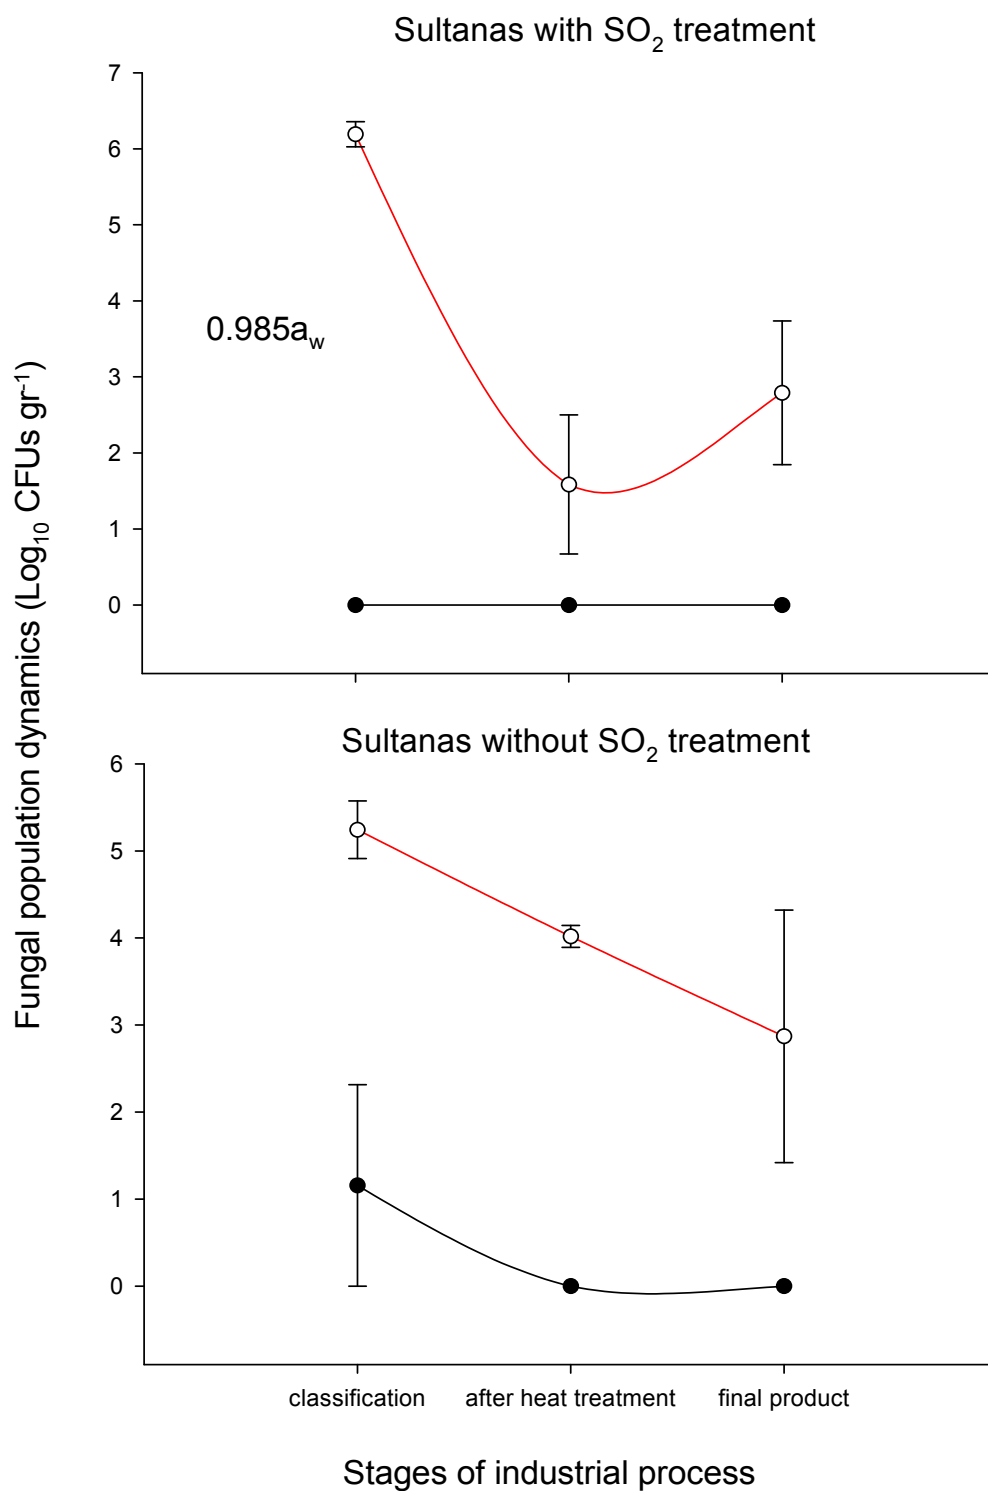 Sultanas with SO₂ treatment
7
6
5
4
3
2
1
0
0.985a_w
Fungal population dynamics (Log₁₀ CFUs gr⁻¹)
Sultanas without SO₂ treatment
6
5
4
3
2
1
0
classification after heat treatment final product
Stages of industrial process